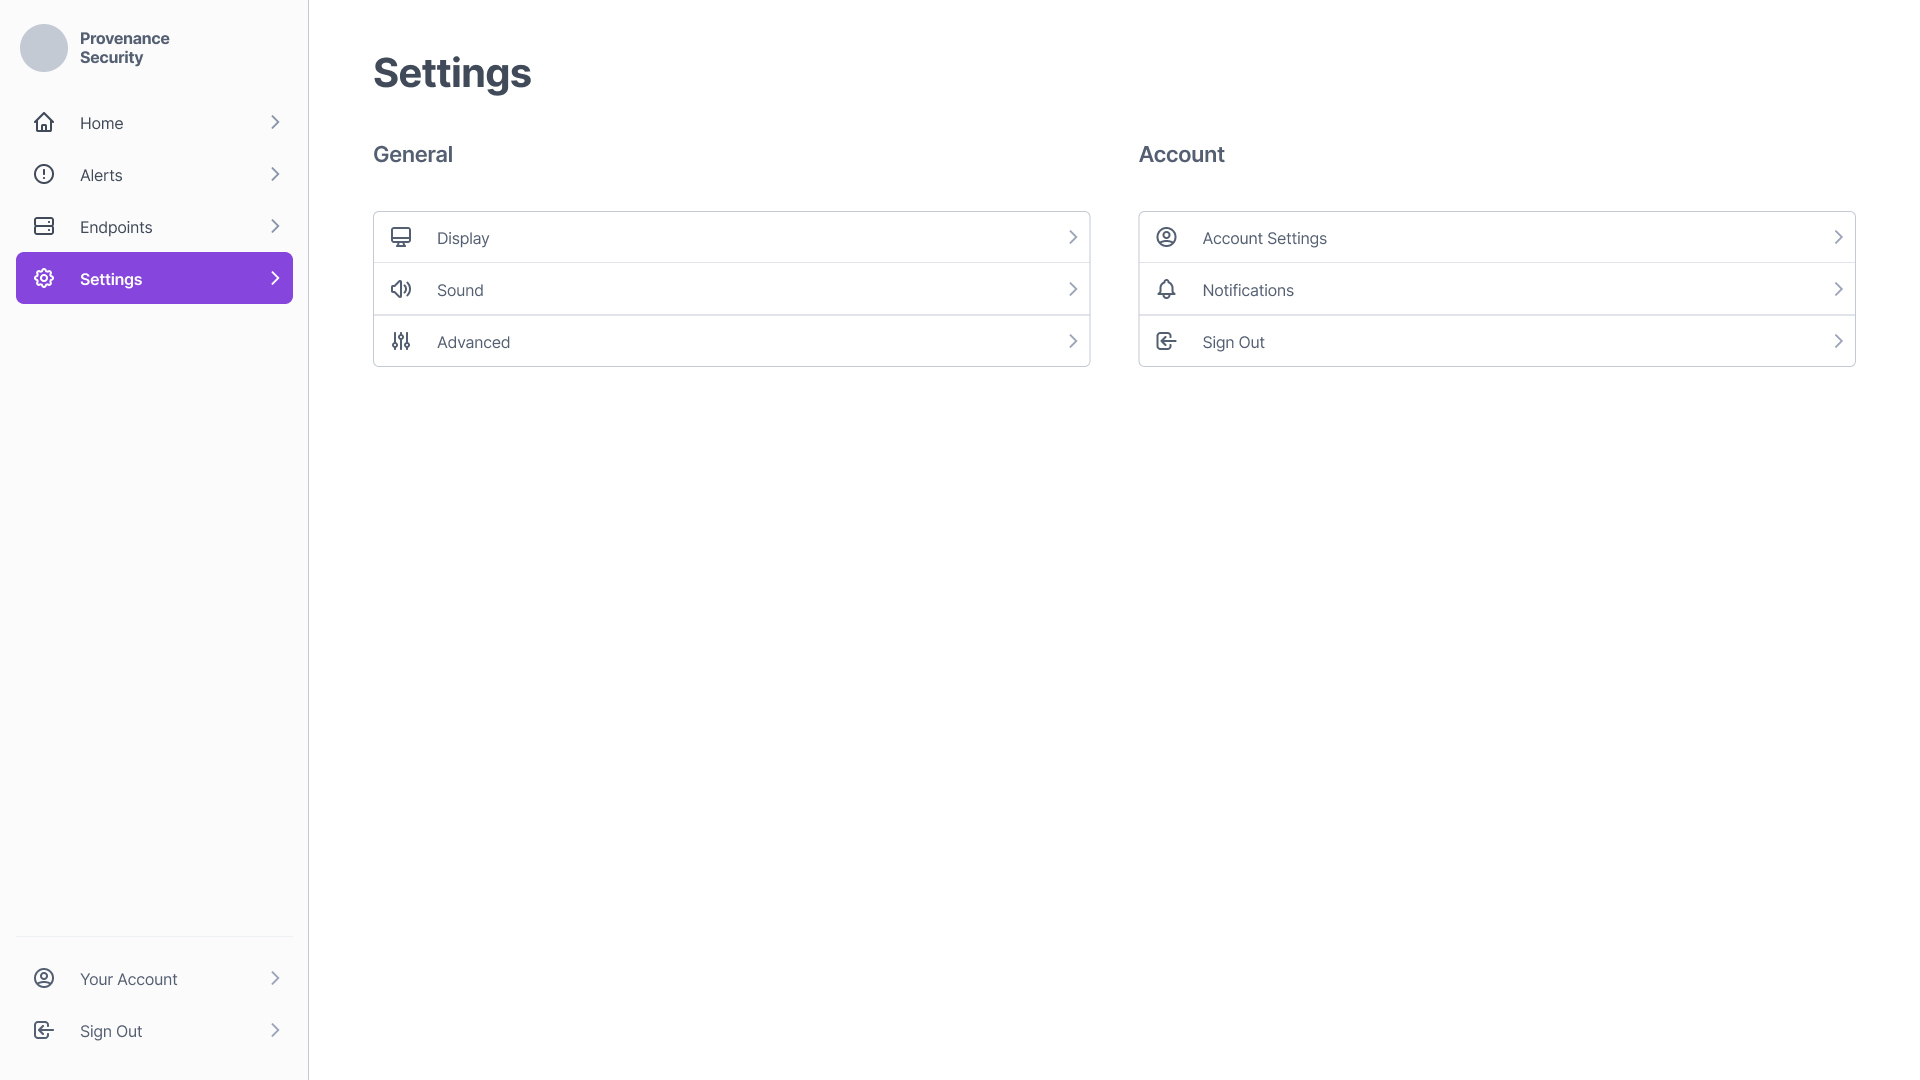 Provenance
Security
Home
Alerts
Endpoints
Settings
Your Account
Sign Out
Settings
General
Display
Sound
Advanced
Account
Account Settings
Notifications
Sign Out